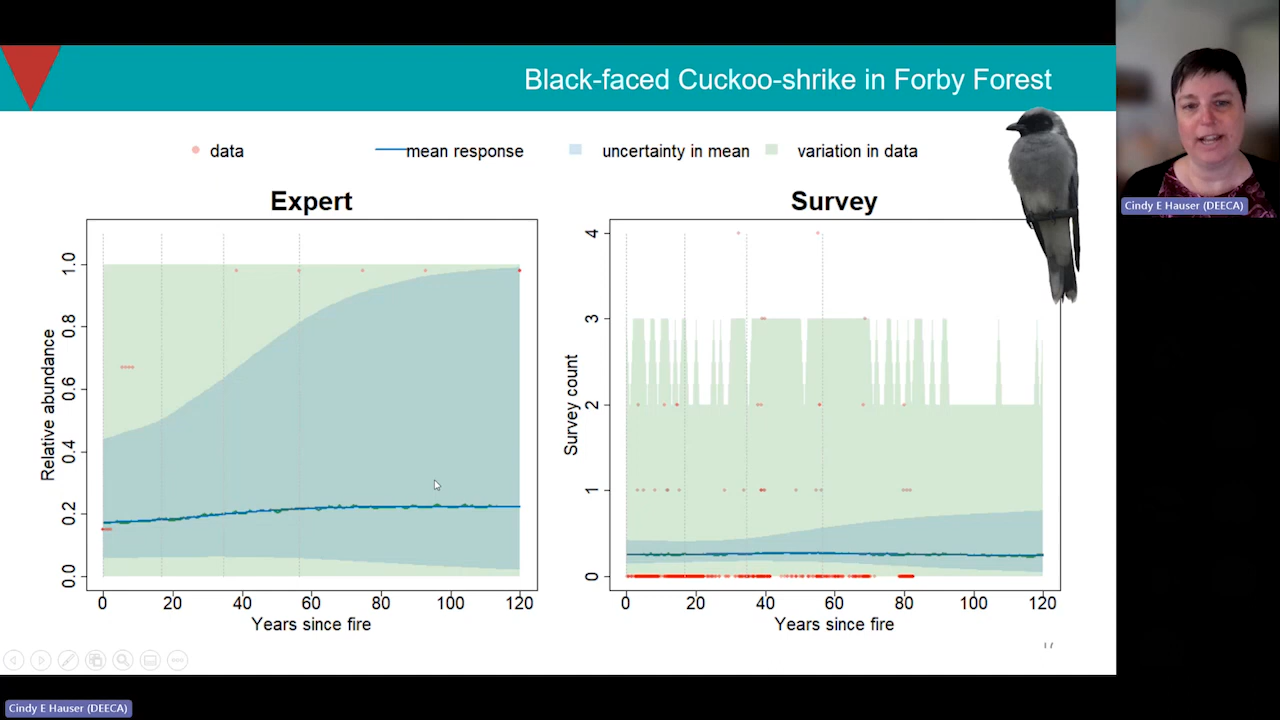 Black-faced Cuckoo-shrike in Forby Forest
data
mean response
uncertainty in mean
variation in data
Expert
Survey
Relative abundance
0.0
0.2
0.4
0.6
0.8
1.0
0
20
40
60
80
100
120
Years since fire
Survey count
0
1
2
3
4
0
20
40
60
80
100
120
Years since fire
Cindy E Hauser (DEECA)
Cindy E Hauser (DEECA)